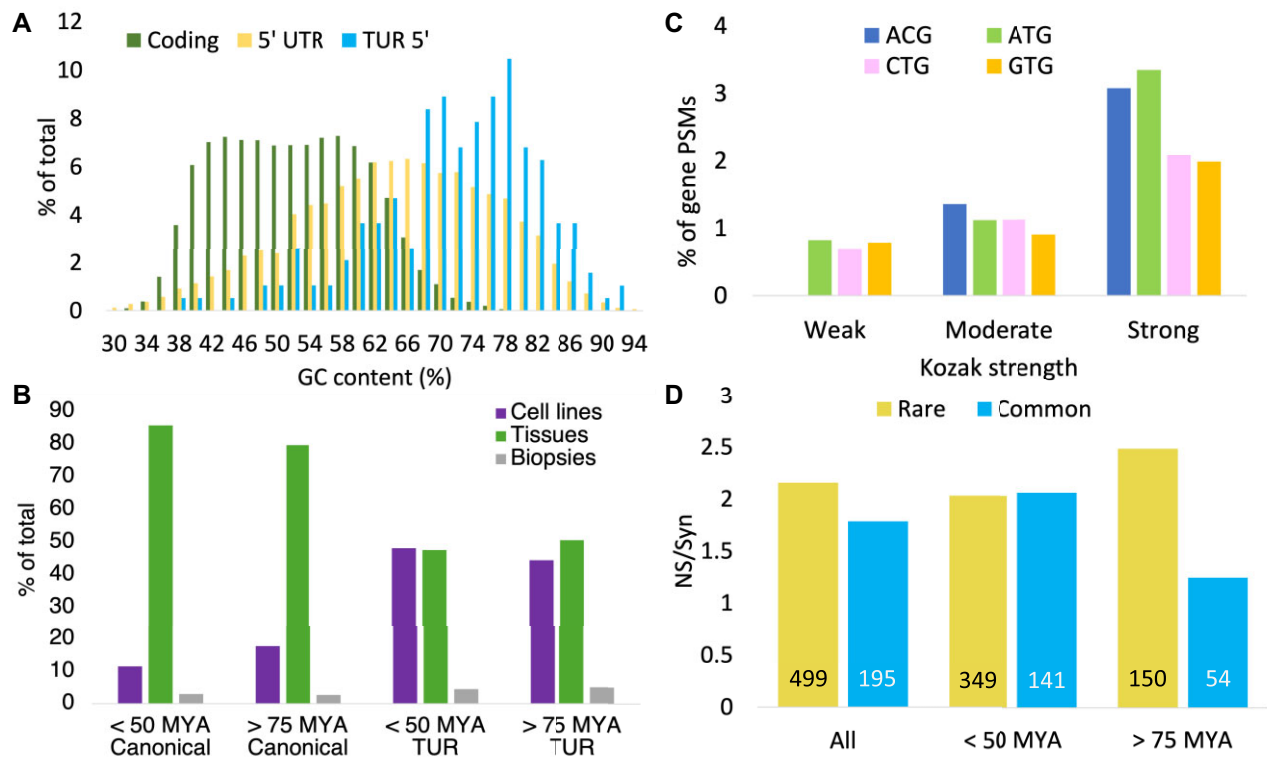 A
Coding 5' UTR TUR 5'
% of total
12
10
8
6
4
2
0
30 34 38 42 46 50 54 58 62 66 70 74 78 82 86 90 94
GC content (%)
B
Cell lines
Tissues
Biopsies
% of total
90
80
70
60
50
40
30
20
10
0
< 50 MYA > 75 MYA < 50 MYA > 75 MYA
Canonical Canonical TUR TUR
C
ACG ATG
CTG GTG
% of gene PSMs
4
3
2
1
0
Weak Moderate Strong
Kozak strength
D
Rare Common
NS/Syn
3
2.5
2
1.5
1
0.5
0
499 195 349 141 150 54
All < 50 MYA > 75 MYA